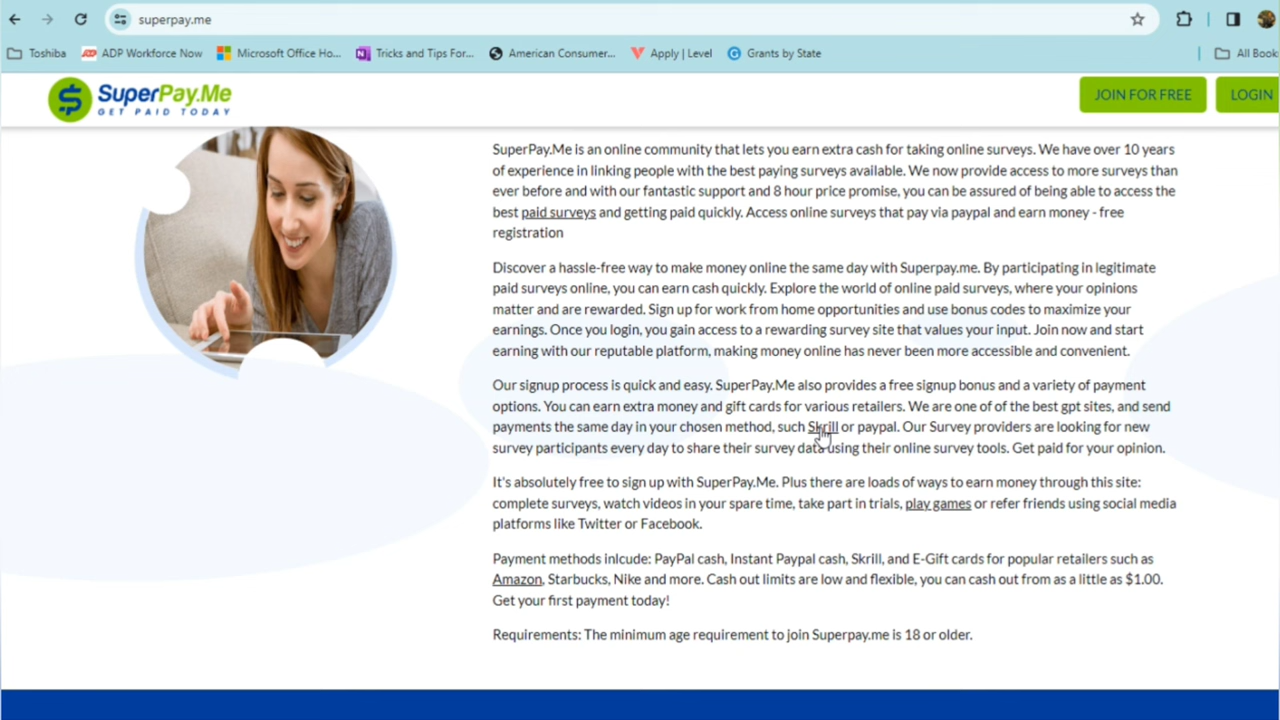 superpay.me
Toshiba
ADP Workforce Now
Microsoft Office Ho...
Tricks and Tips For...
American Consumer...
Apply | Level
Grants by State
All Book
SuperPay.Me
GET PAID TODAY
JOIN FOR FREE
LOGIN
SuperPay.Me is an online community that lets you earn extra cash for taking online surveys. We have over 10 years
of experience in linking people with the best paying surveys available. We now provide access to more surveys than
ever before and with our fantastic support and 8 hour price promise, you can be assured of being able to access the
best paid surveys and getting paid quickly. Access online surveys that pay via paypal and earn money - free
registration
Discover a hassle-free way to make money online the same day with Superpay.me. By participating in legitimate
paid surveys online, you can earn cash quickly. Explore the world of online paid surveys, where your opinions
matter and are rewarded. Sign up for work from home opportunities and use bonus codes to maximize your
earnings. Once you login, you gain access to a rewarding survey site that values your input. Join now and start
earning with our reputable platform, making money online has never been more accessible and convenient.
Our signup process is quick and easy. SuperPay.Me also provides a free signup bonus and a variety of payment
options. You can earn extra money and gift cards for various retailers. We are one of of the best gpt sites, and send
payments the same day in your chosen method, such Skrill or paypal. Our Survey providers are looking for new
survey participants every day to share their survey data using their online survey tools. Get paid for your opinion.
It's absolutely free to sign up with SuperPay.Me. Plus there are loads of ways to earn money through this site:
complete surveys, watch videos in your spare time, take part in trials, play games or refer friends using social media
platforms like Twitter or Facebook.
Payment methods inlcude: PayPal cash, Instant Paypal cash, Skrill, and E-Gift cards for popular retailers such as
Amazon, Starbucks, Nike and more. Cash out limits are low and flexible, you can cash out from as a little as $1.00.
Get your first payment today!
Requirements: The minimum age requirement to join Superpay.me is 18 or older.